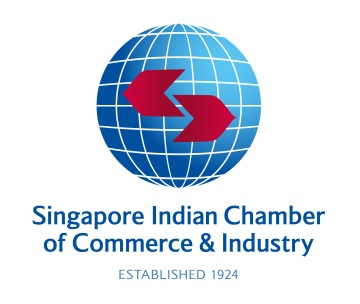 Singapore Indian Chamber
of Commerce & Industry
ESTABLISHED 1924